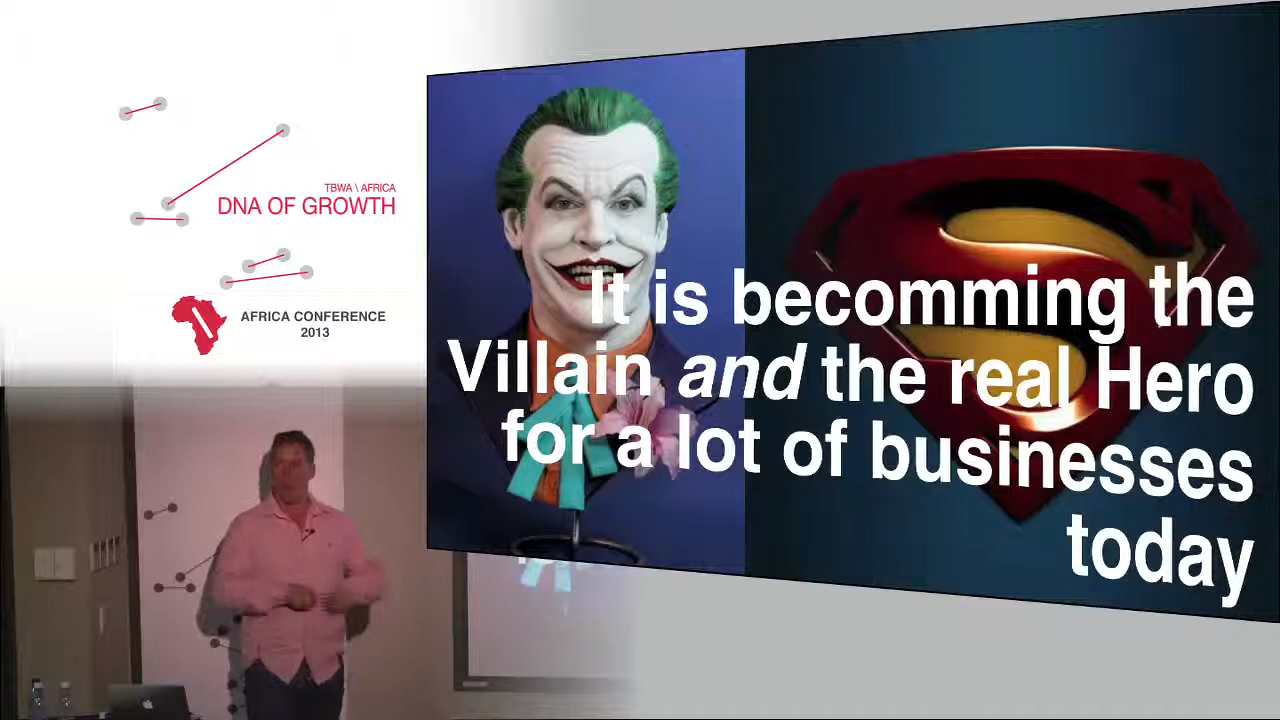 TBWA \ AFRICA
DNA OF GROWTH
AFRICA CONFERENCE
2013
It is becomming the
Villain and the real Hero
for a lot of businesses
today